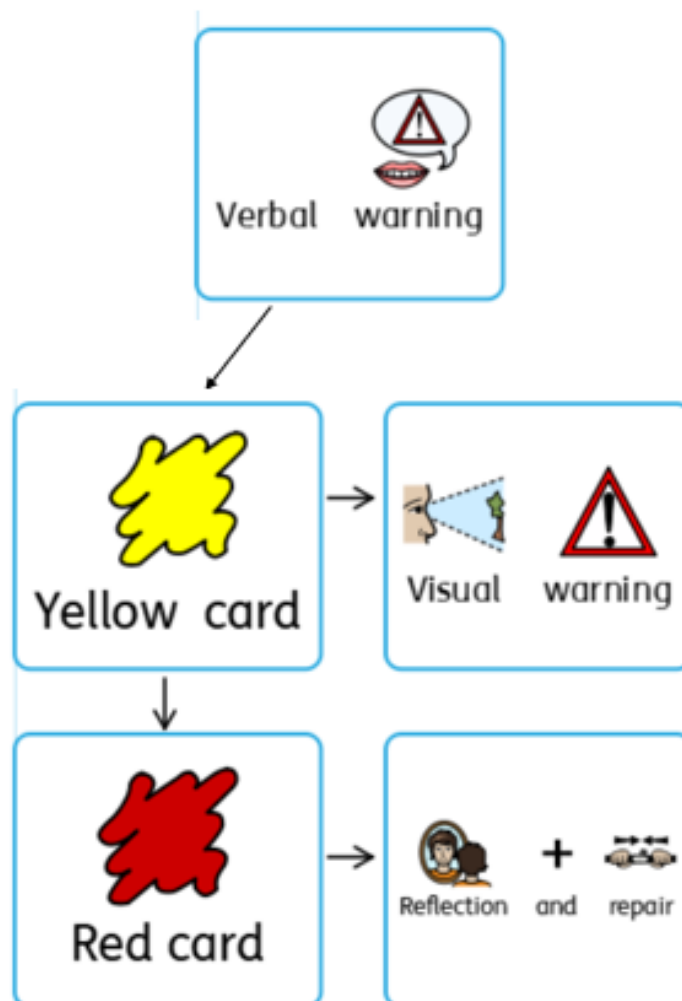 Verbal warning
Yellow card
Visual warning
Red card
Reflection and repair